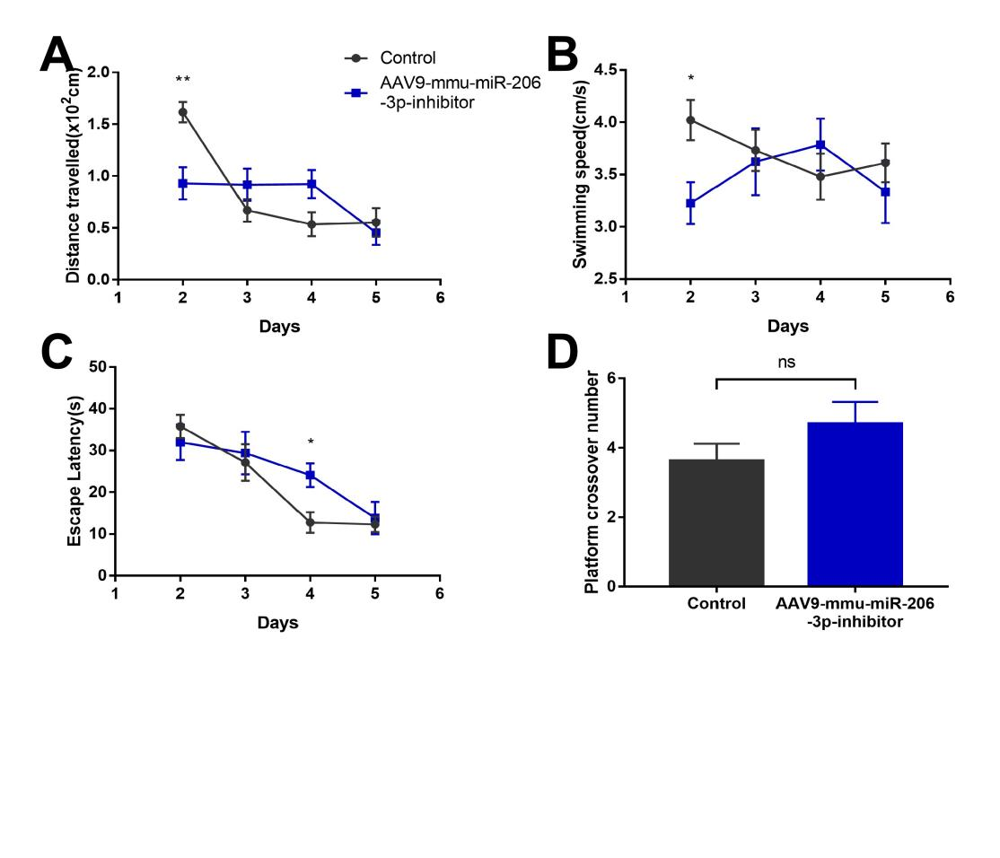 A
Control
AAV9-mmu-miR-206
-3p-inhibitor
Distance travelled(x10²cm)
2.0
1.5
1.0
0.5
0.0
**
1 2 3 4 5 6
Days
B
Swimming speed(cm/s)
4.5
4.0
3.5
3.0
2.5
*
1 2 3 4 5 6
Days
C
Escape Latency(s)
50
40
30
20
10
0
*
1 2 3 4 5 6
Days
D
Platform crossover number
6
4
2
0
ns
Control
AAV9-mmu-miR-206
-3p-inhibitor